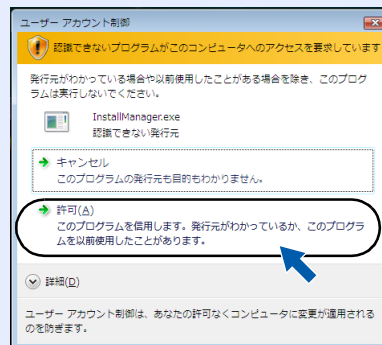 ユーザー アカウント制御
認識できないプログラムがこのコンピュータへのアクセスを要求しています
発行元がわかっている場合や以前使用したことがある場合を除き、このプログ
ラムは実行しないでください。
InstallManager.exe
認識できない発行元
キャンセル
このプログラムの発行元も目的もわかりません。
許可(A)
このプログラムを信用します。発行元がわかっているか、このプログラ
ムを以前使用したことがあります。
詳細(D)
ユーザー アカウント制御は、あなたの許可なくコンピュータに変更が適用される
のを防ぎます。